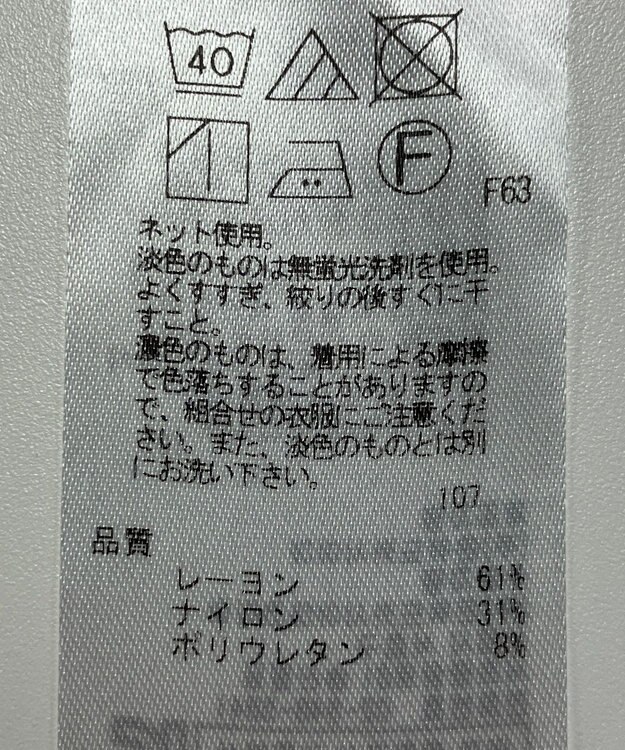 40
F
F63
ネット使用。
淡色のものは無蛍光洗剤を使用。
よくすすぎ、絞りの後すぐに干
すこと。
濃色のものは、着用による摩擦
で色落ちすることがありますの
で、組合せの衣服にご注意くだ
さい。また、淡色のものとは別
にお洗い下さい。
107
品質
レーヨン 61%
ナイロン 31%
ポリウレタン 8%